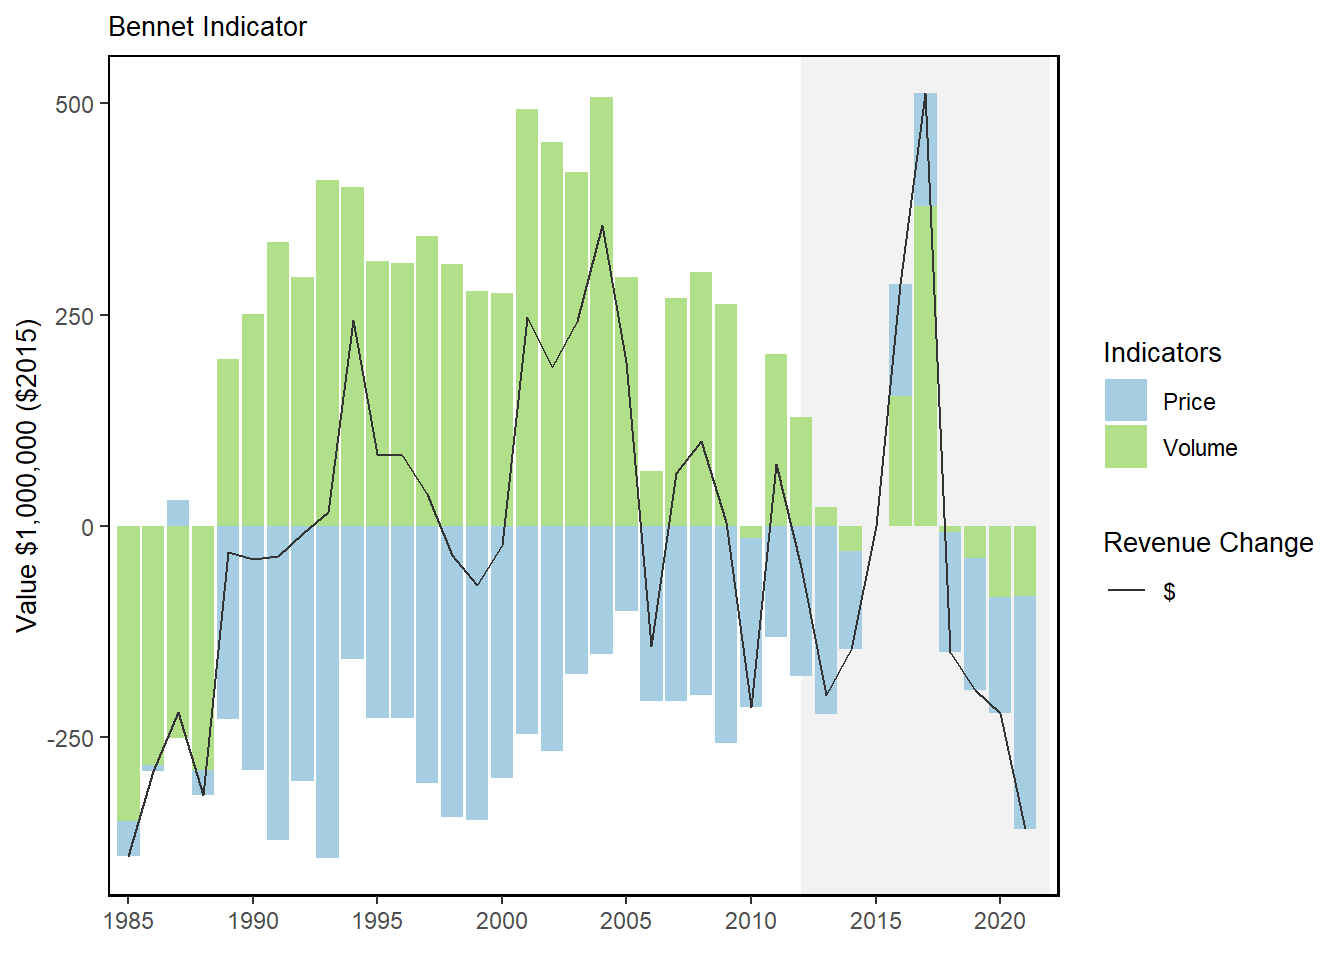 Bennet Indicator
Value $1,000,000 ($2015)
500
250
0
-250
1985 1990 1995 2000 2005 2010 2015 2020
Indicators
Price
Volume
Revenue Change
$